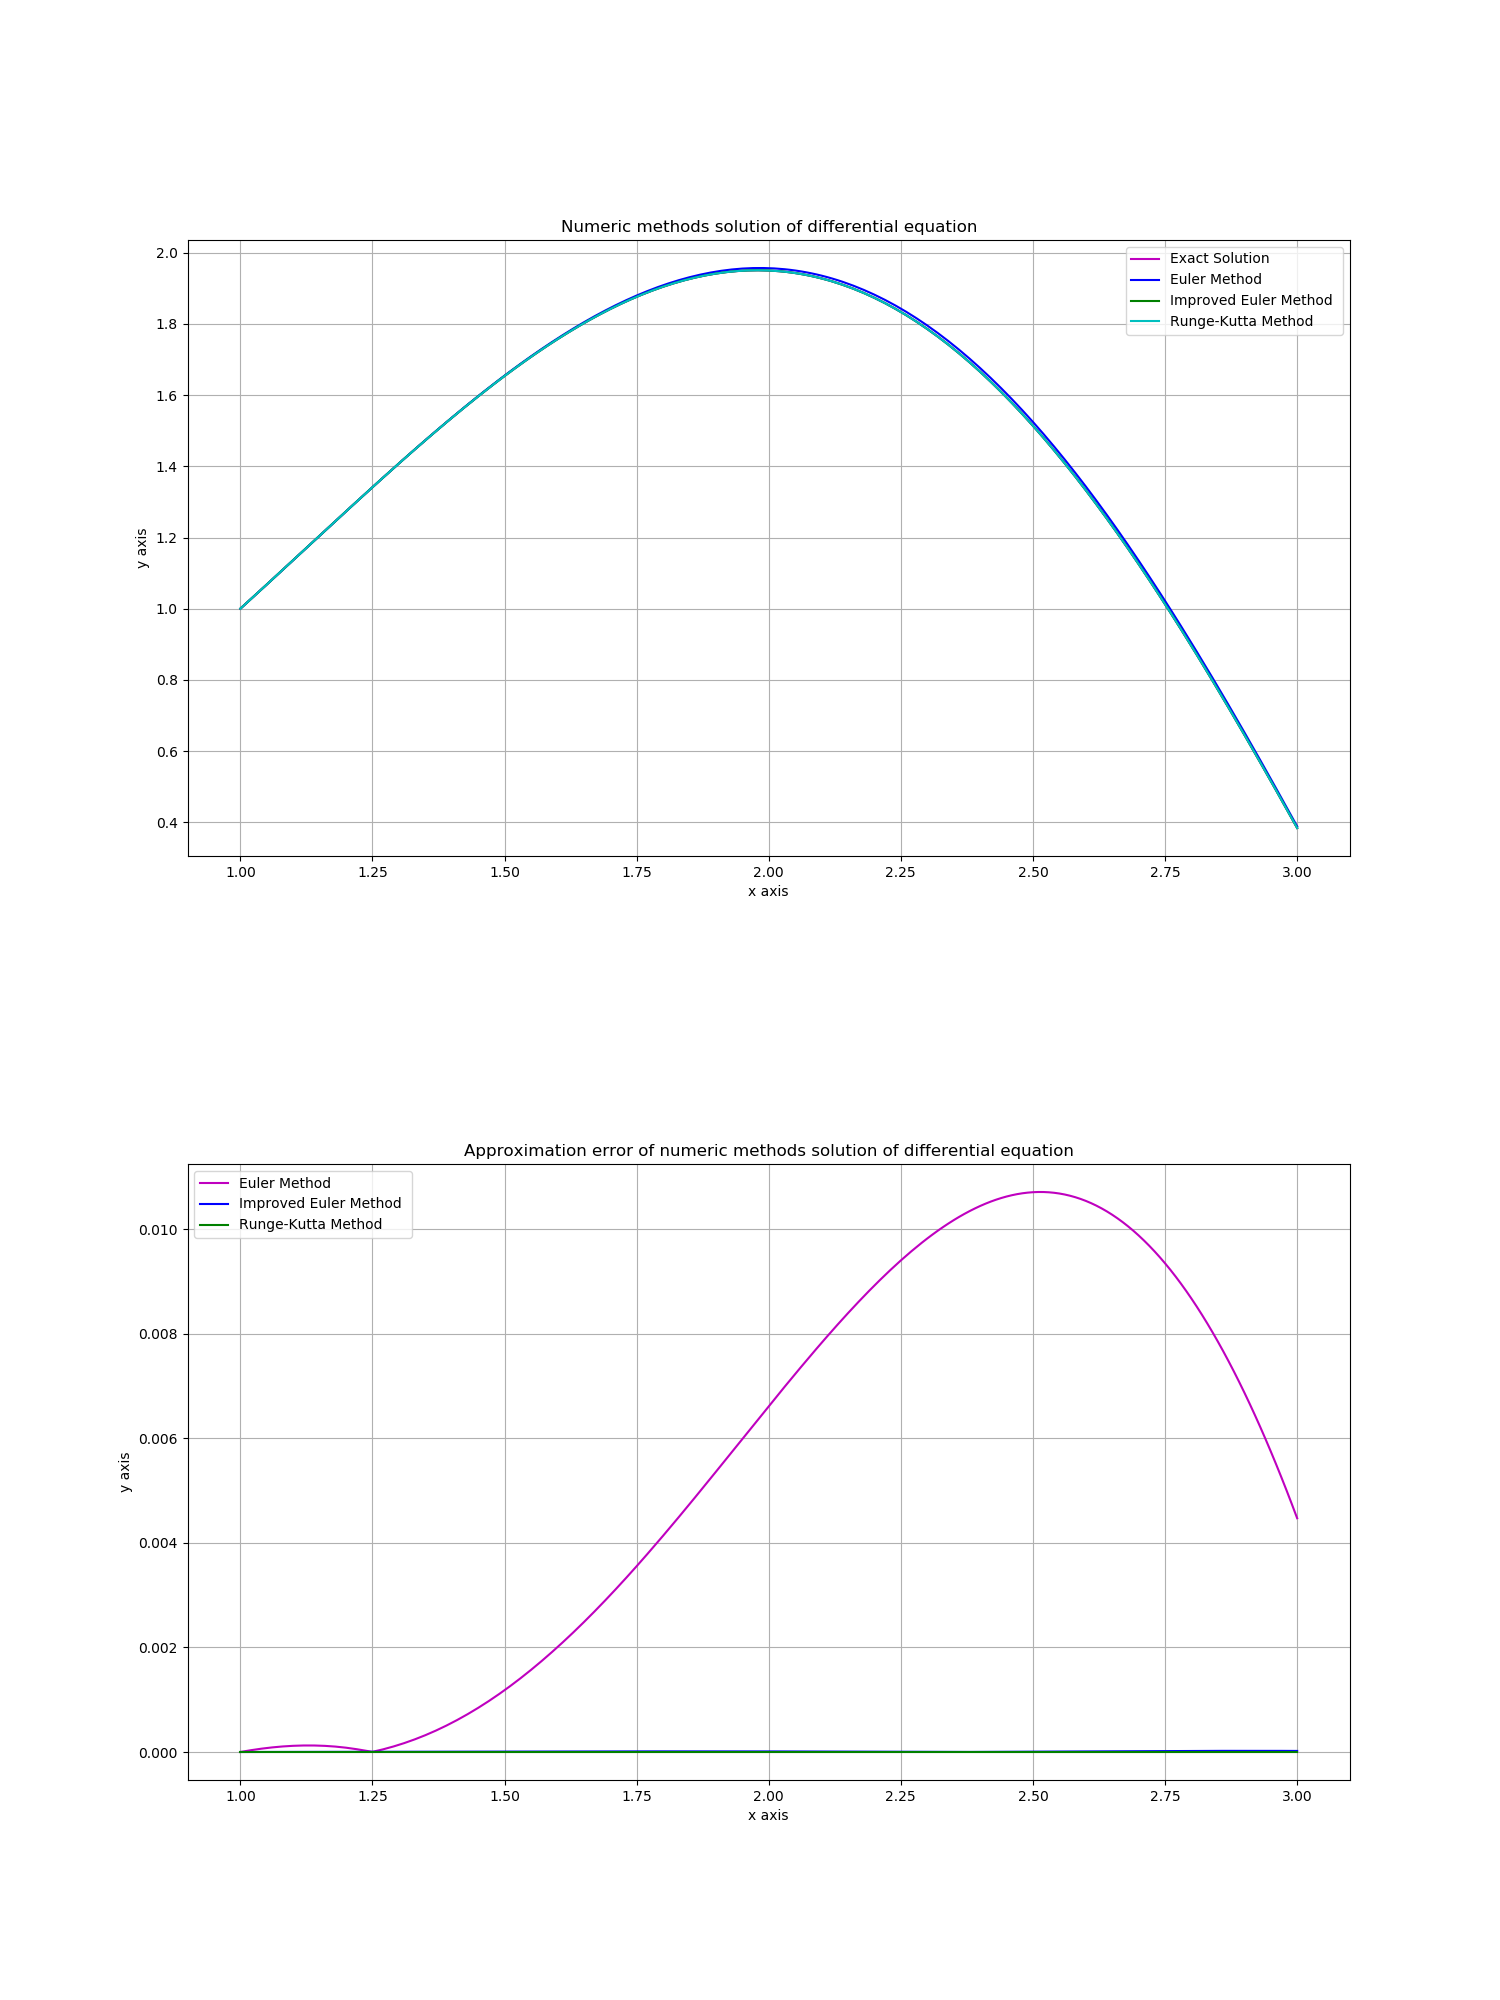 Numeric methods solution of differential equation
2.0
1.8
1.6
1.4
1.2
1.0
0.8
0.6
0.4
y axis
Exact Solution
Euler Method
Improved Euler Method
Runge-Kutta Method
1.00 1.25 1.50 1.75 2.00 2.25 2.50 2.75 3.00
x axis
Approximation error of numeric methods solution of differential equation
Euler Method
Improved Euler Method
Runge-Kutta Method
0.010
0.008
0.006
0.004
0.002
0.000
y axis
1.00 1.25 1.50 1.75 2.00 2.25 2.50 2.75 3.00
x axis